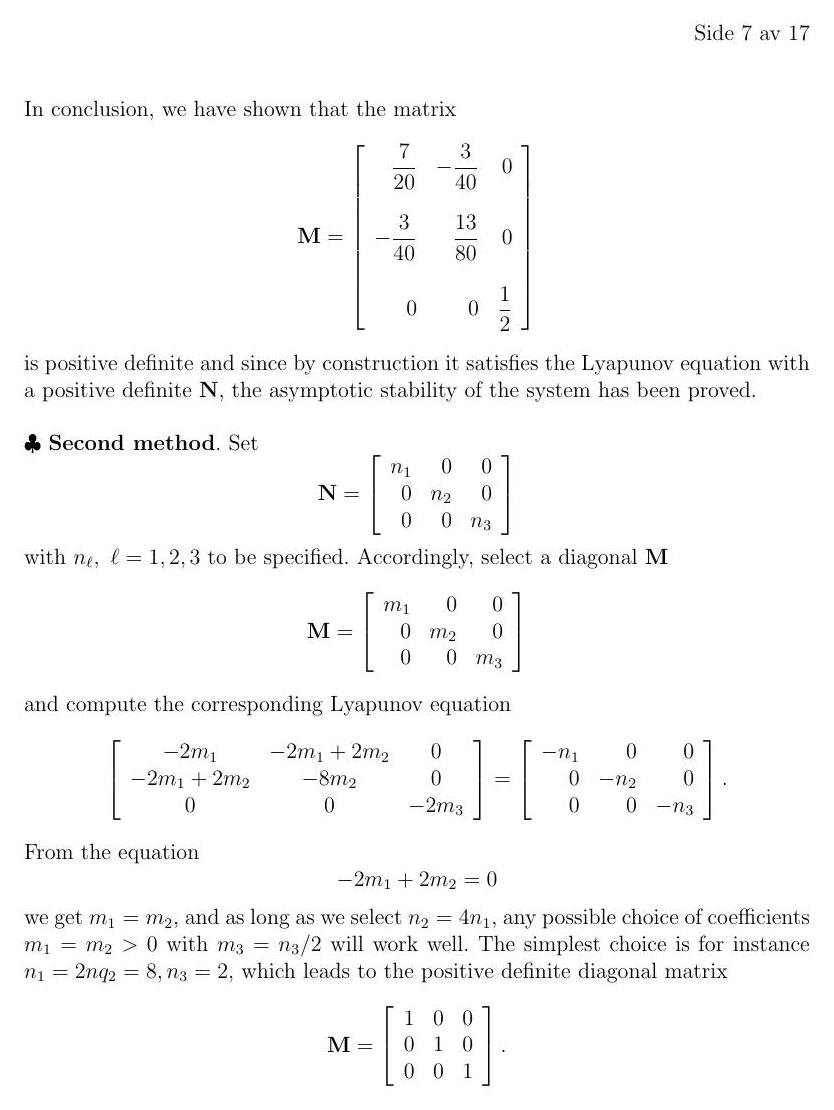 Side 7 av 17
In conclusion, we have shown that the matrix
M = [ 7/20 −3/40 0
−3/40 13/80 0
0 0 1/2 ]
is positive definite and since by construction it satisfies the Lyapunov equation with
a positive definite N, the asymptotic stability of the system has been proved.
♣ Second method. Set
N = [ n₁ 0 0
0 n₂ 0
0 0 n₃ ]
with nℓ, ℓ = 1, 2, 3 to be specified. Accordingly, select a diagonal M
M = [ m₁ 0 0
0 m₂ 0
0 0 m₃ ]
and compute the corresponding Lyapunov equation
[ −2m₁ −2m₁ + 2m₂ 0 ] = [ −n₁ 0 0 ]
[ −2m₁ + 2m₂ −8m₂ 0 ] [ 0 −n₂ 0 ]
[ 0 0 −2m₃ ] [ 0 0 −n₃ ] .
From the equation
−2m₁ + 2m₂ = 0
we get m₁ = m₂, and as long as we select n₂ = 4n₁, any possible choice of coefficients
m₁ = m₂ > 0 with m₃ = n₃/2 will work well. The simplest choice is for instance
n₁ = 2nq₂ = 8, n₃ = 2, which leads to the positive definite diagonal matrix
M = [ 1 0 0
0 1 0
0 0 1 ] .